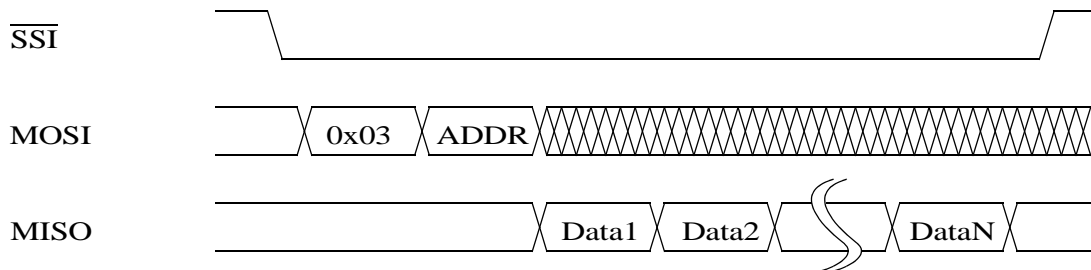 SSI
MOSI 0x03 ADDR
MISO Data1 Data2 DataN